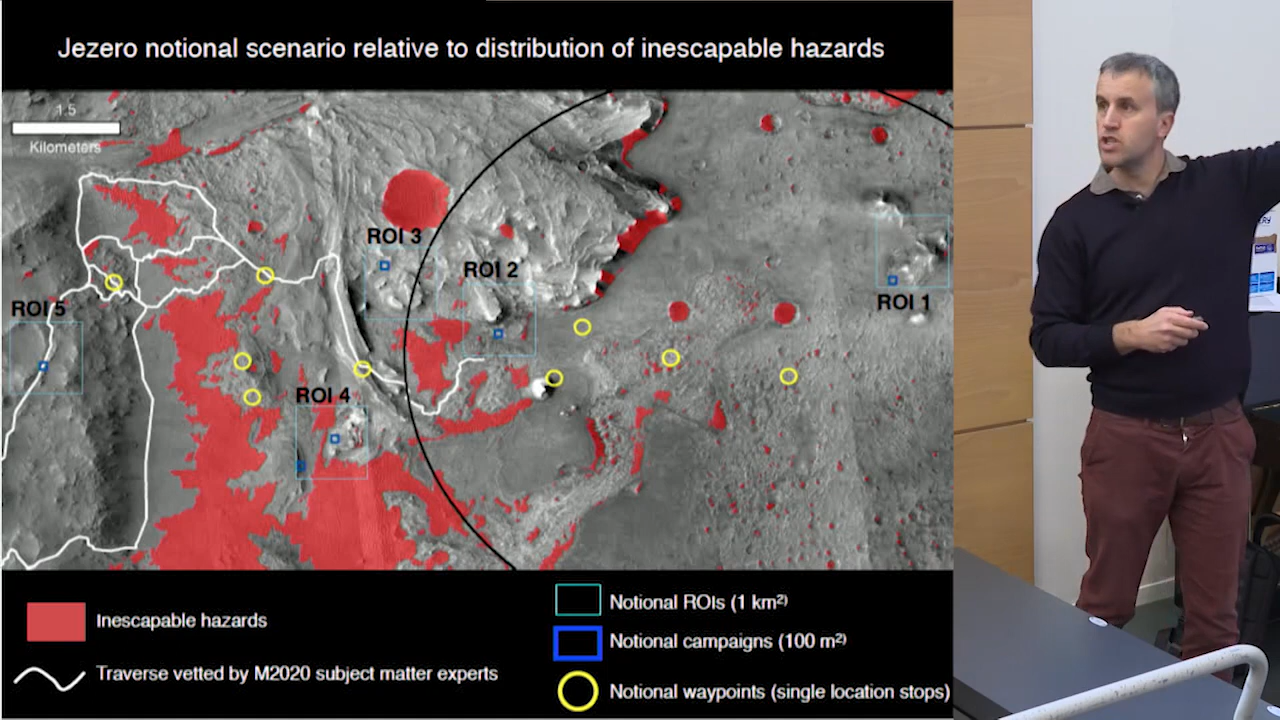 Jezero notional scenario relative to distribution of inescapable hazards
1.5
Kilometers
ROI 3
ROI 2
ROI 1
ROI 5
ROI 4
Inescapable hazards
Traverse vetted by M2020 subject matter experts
Notional ROIs (1 km²)
Notional campaigns (100 m²)
Notional waypoints (single location stops)